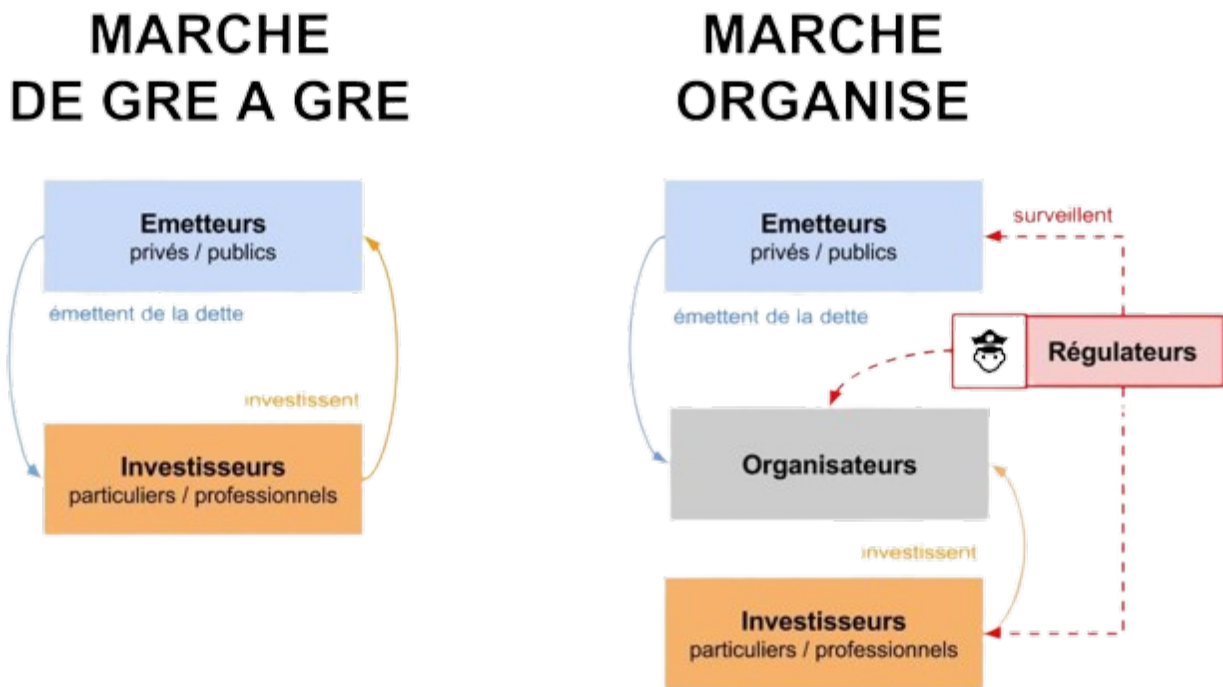 MARCHE
DE GRE A GRE
Emetteurs
privés / publics
émettent de la dette
investissent
Investisseurs
particuliers / professionnels
MARCHE
ORGANISE
Emetteurs
privés / publics
surveillent
émettent de la dette
Régulateurs
Organisateurs
investissent
Investisseurs
particuliers / professionnels